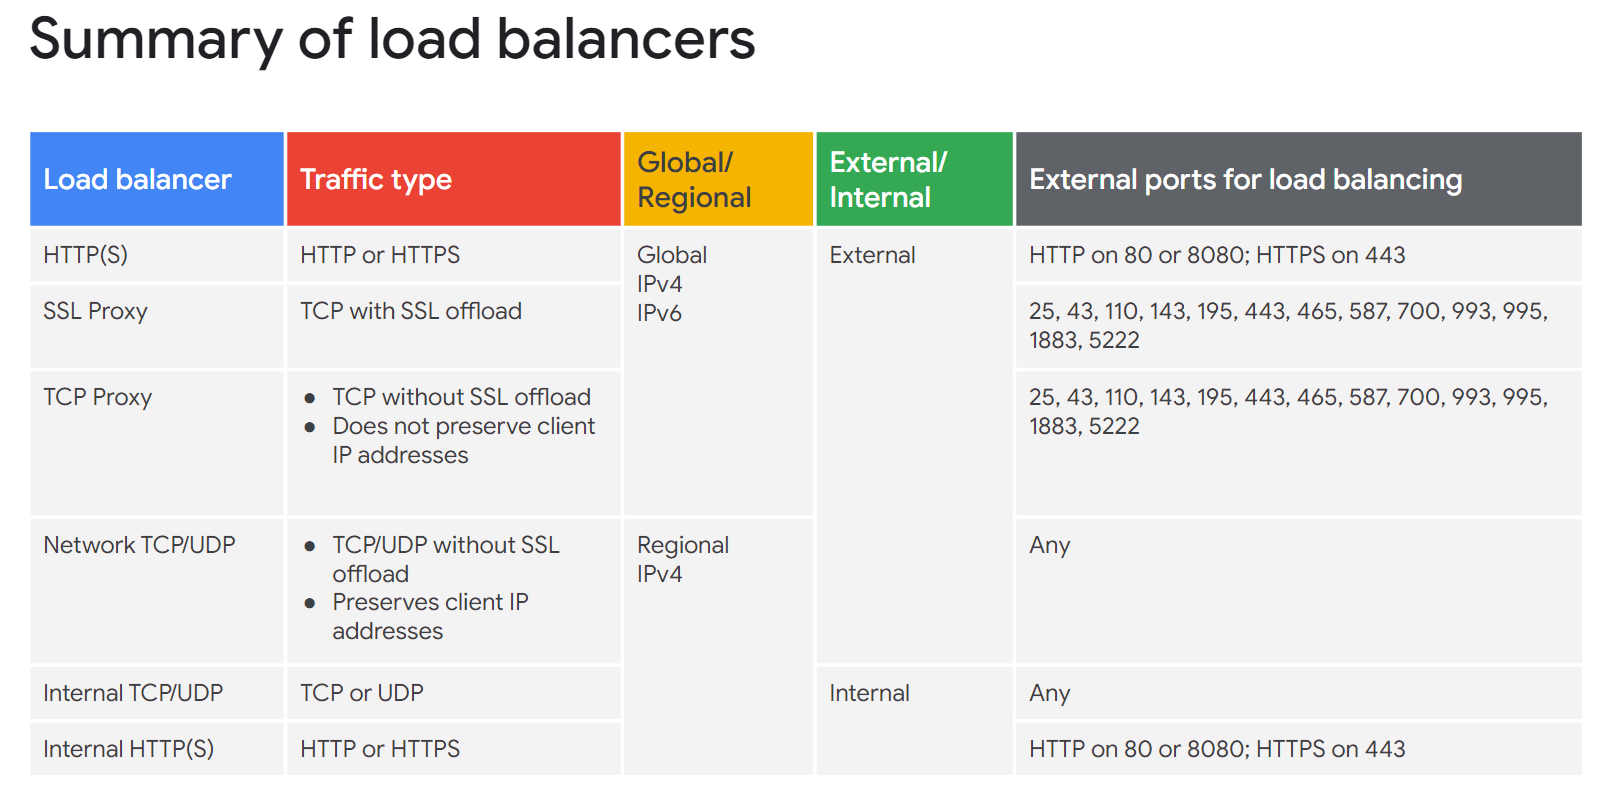 Summary of load balancers
Load balancer
Traffic type
Global/
Regional
External/
Internal
External ports for load balancing
HTTP(S)
HTTP or HTTPS
Global
IPv4
IPv6
External
HTTP on 80 or 8080; HTTPS on 443
SSL Proxy
TCP with SSL offload
25, 43, 110, 143, 195, 443, 465, 587, 700, 993, 995,
1883, 5222
TCP Proxy
● TCP without SSL offload
● Does not preserve client
IP addresses
25, 43, 110, 143, 195, 443, 465, 587, 700, 993, 995,
1883, 5222
Network TCP/UDP
● TCP/UDP without SSL
offload
● Preserves client IP
addresses
Regional
IPv4
Any
Internal TCP/UDP
TCP or UDP
Internal
Any
Internal HTTP(S)
HTTP or HTTPS
HTTP on 80 or 8080; HTTPS on 443